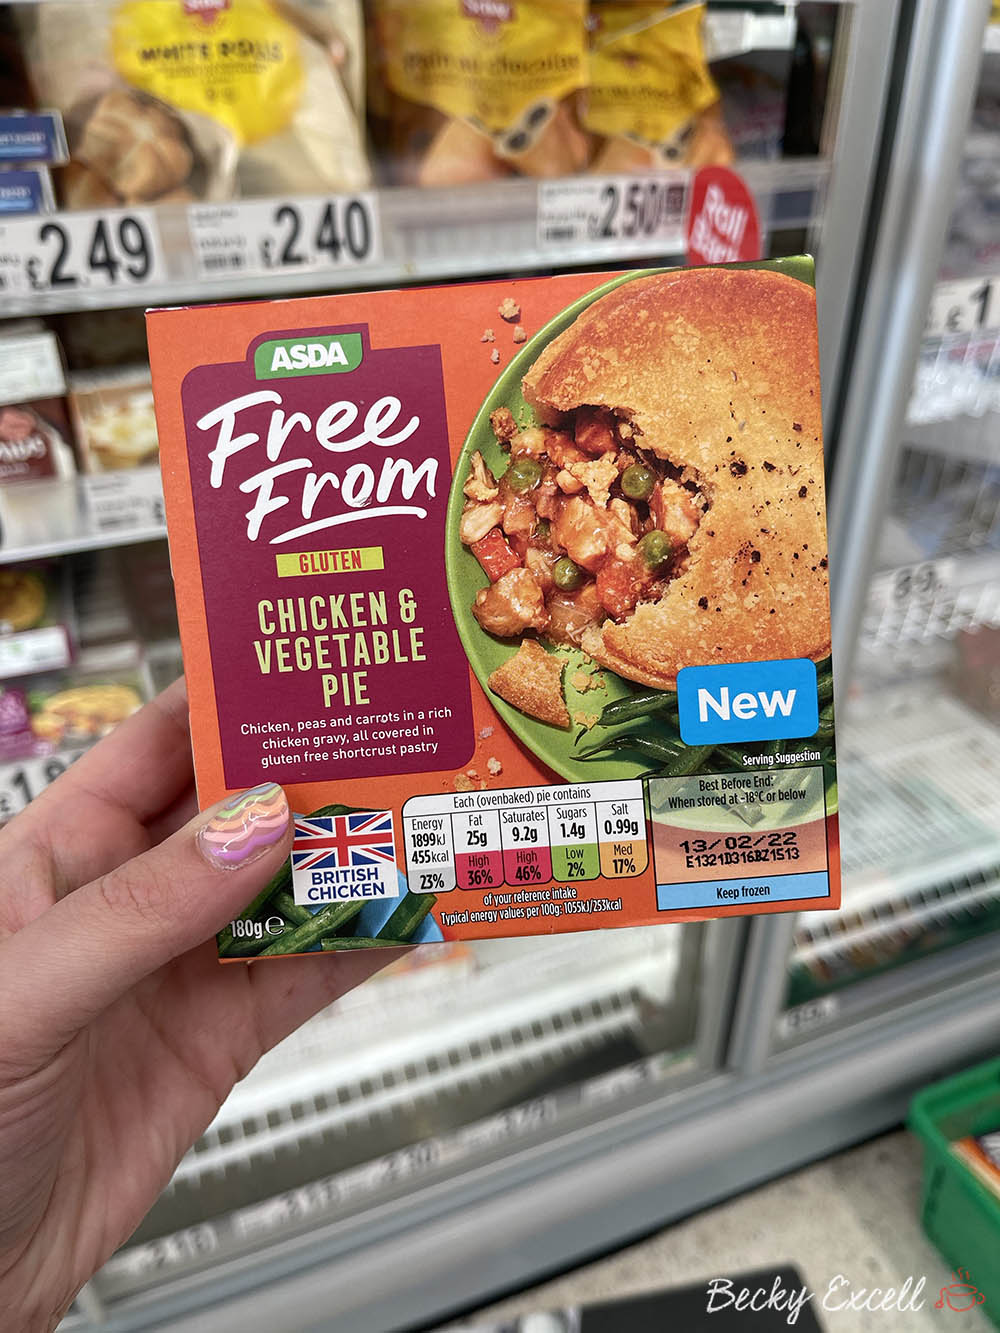 WHITE ROLLS
£2.49
£2.40
£2.50
£1
ASDA
Free
From
GLUTEN
CHICKEN &
VEGETABLE
PIE
Chicken, peas and carrots in a rich
chicken gravy, all covered in
gluten free shortcrust pastry
New
Serving Suggestion
BRITISH
CHICKEN
180g℮
Each (ovenbaked) pie contains
Energy 1899kJ 455kcal 23%
Fat 25g High 36%
Saturates 9.2g High 46%
Sugars 1.4g Low 2%
Salt 0.99g Med 17%
of your reference intake
Typical energy values per 100g: 1055kJ/253kcal
Best Before End:
When stored at -18°C or below
13/02/22
E1321D316BZ1513
Keep frozen
Becky Excell